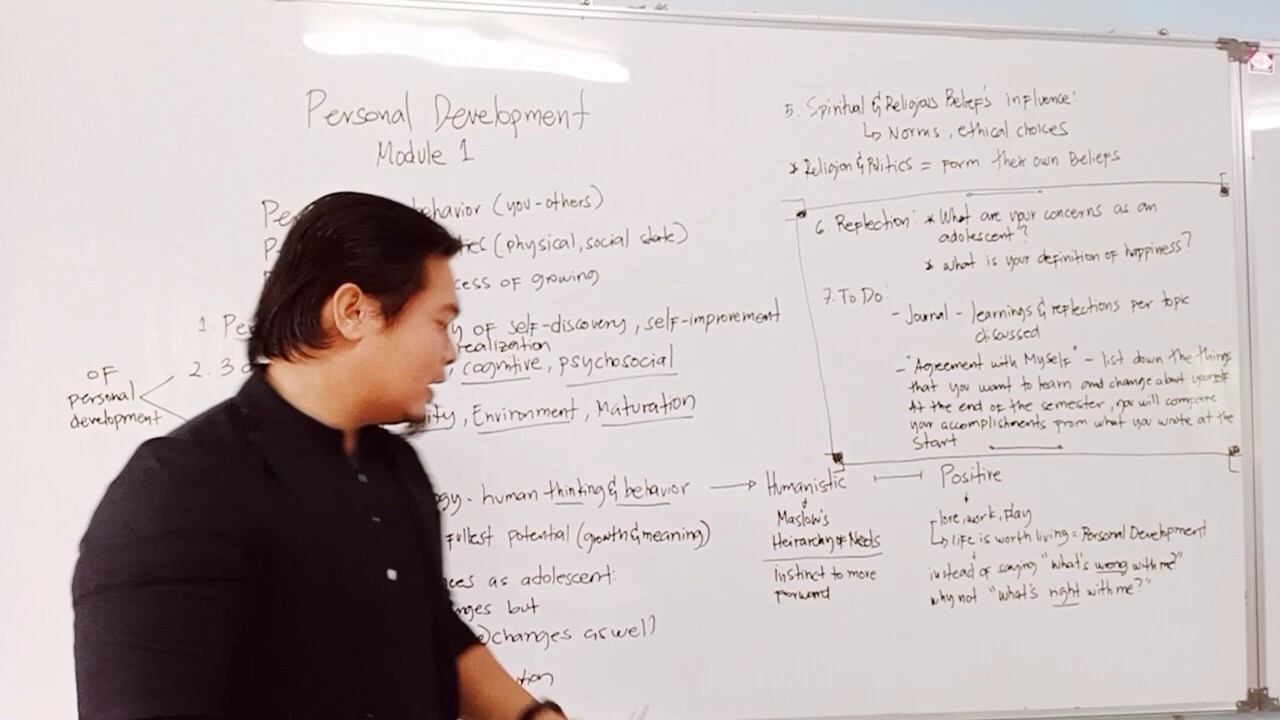 Personal Development
Module 1
behavior (you-others)
(physical, social state)
cess of growing
1. Pe y of self-discovery, self-improvement
realization
2. 3 , cognitive, psychosocial
OF
personal
development
ity, Environment, Maturation
gy - human thinking & behavior → Humanistic
fullest potential (growth & meaning)
ces as adolescent:
nges but
changes as well)
tion
5. Spiritual & Religious Belief's influence:
↳ Norms, ethical choices
* Religion & Politics = form their own Beliefs
6. Reflection: * What are your concerns as an
adolescent?
* what is your definition of happiness?
7. To Do:
- Journal - learnings & reflections per topic
discussed
- "Agreement with Myself" - list down the things
that you want to learn and change about yourself
At the end of the semester, you will compare
your accomplishments from what you wrote at the
start
Positive
Maslow's
Heirarchy of Needs
instinct to move
forward
love, work, play
↳ life is worth living = Personal Development
instead of saying "what's wrong with me?"
why not "what's right with me?"